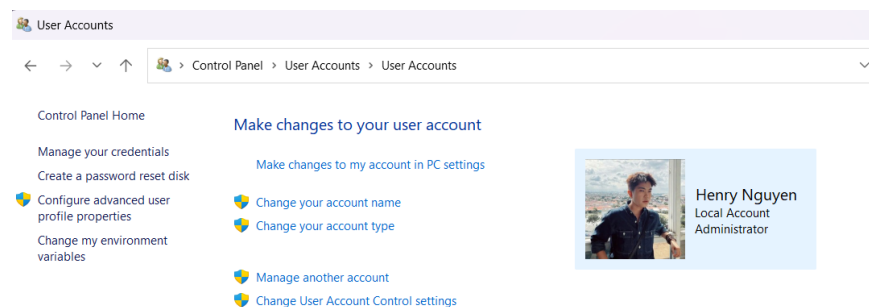 User Accounts
Control Panel > User Accounts > User Accounts
Control Panel Home
Manage your credentials
Create a password reset disk
Configure advanced user
profile properties
Change my environment
variables
Make changes to your user account
Make changes to my account in PC settings
Change your account name
Change your account type
Manage another account
Change User Account Control settings
Henry Nguyen
Local Account
Administrator